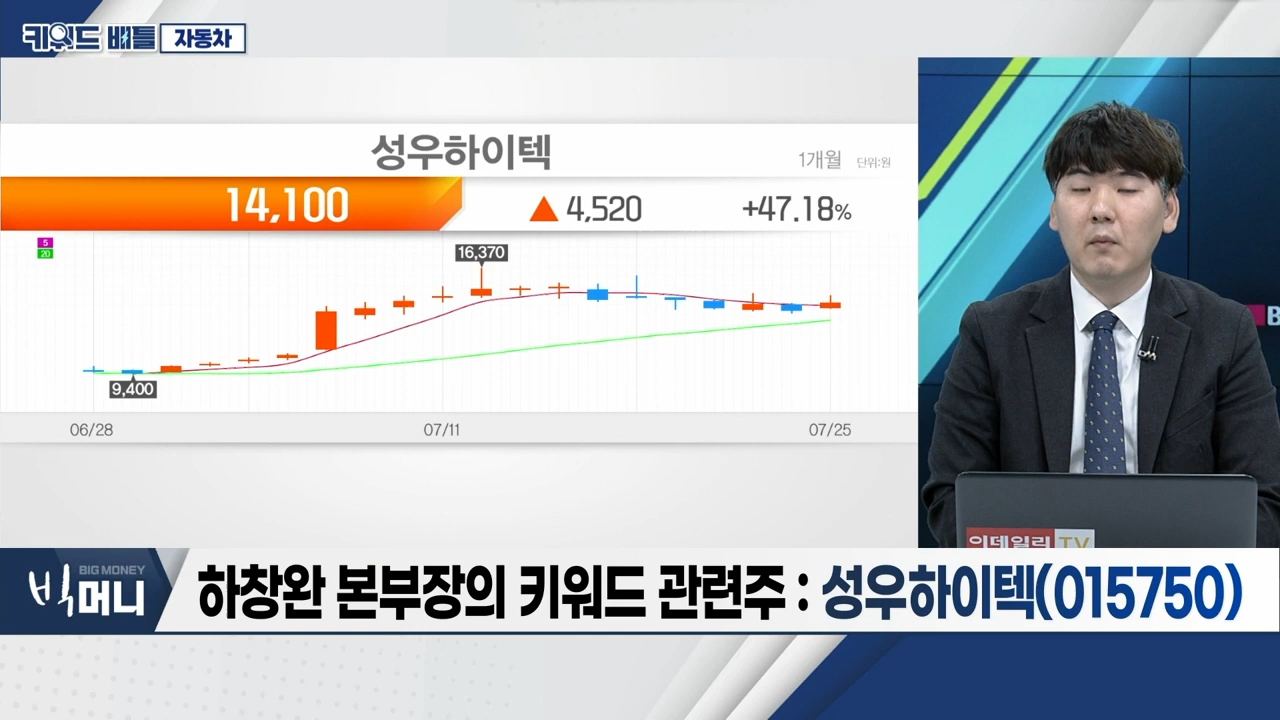 키워드 배틀 자동차
성우하이텍
1개월 단위:원
14,100 ▲ 4,520 +47.18%
5
20
16,370
9,400
06/28 07/11 07/25
B
이데일리 TV
BIG MONEY
빅머니
하창완 본부장의 키워드 관련주 : 성우하이텍(015750)